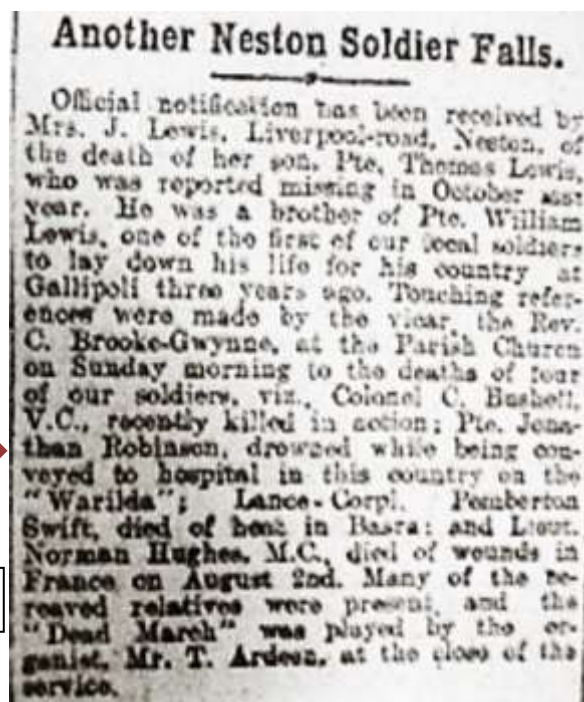 Another Neston Soldier Falls.
Official notification has been received by
Mrs. J. Lewis, Liverpool-road, Neston, of
the death of her son, Pte. Thomas Lewis,
who was reported missing in October last
year. He was a brother of Pte. William
Lewis, one of the first of our local soldiers
to lay down his life for his country at
Gallipoli three years ago. Touching refer-
ences were made by the vicar, the Rev.
C. Brooke-Gwynne, at the Parish Church
on Sunday morning to the deaths of four
of our soldiers, viz., Colonel C. Bushell,
V.C., recently killed in action; Pte. Jona-
than Robinson, drowned while being con-
veyed to hospital in this country on the
"Warilda"; Lance-Corpl. Pemberton
Swift, died of heat in Basra; and Lieut.
Norman Hughes, M.C., died of wounds in
France on August 2nd. Many of the be-
reaved relatives were present, and the
"Dead March" was played by the or-
ganist, Mr. T. Ardern, at the close of the
service.